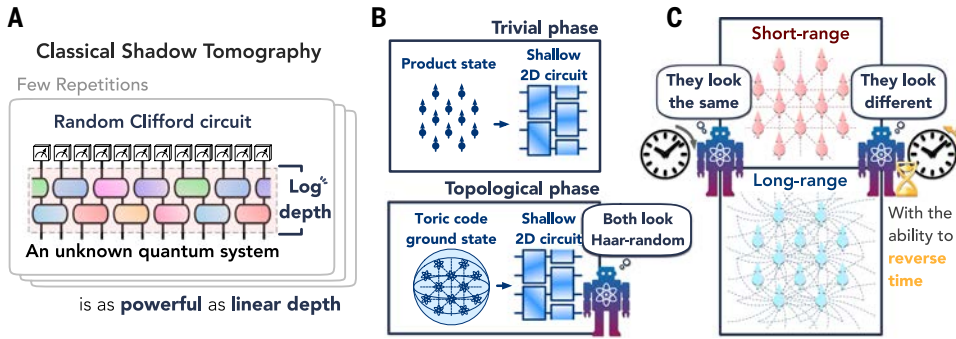 A
Classical Shadow Tomography
Few Repetitions
Random Clifford circuit
Log
depth
An unknown quantum system
is as powerful as linear depth
B
Trivial phase
Product state
Shallow
2D circuit
Topological phase
Toric code
ground state
Shallow
2D circuit
Both look
Haar-random
C
Short-range
They look
the same
They look
different
Long-range
With the
ability to
reverse
time